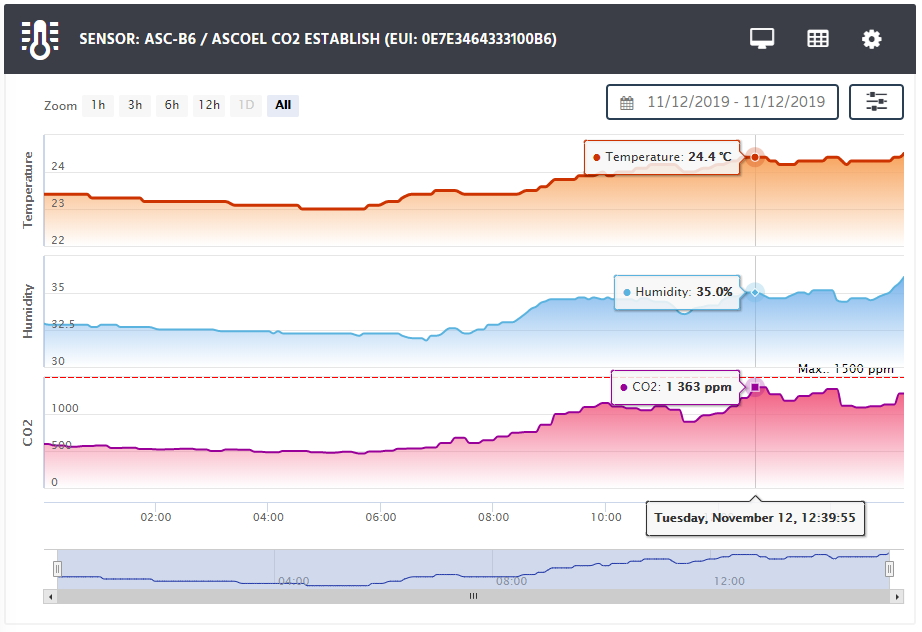 SENSOR: ASC-B6 / ASCOEL CO2 ESTABLISH (EUI: 0E7E3464333100B6)
Zoom 1h 3h 6h 12h 1D All
11/12/2019 - 11/12/2019
Temperature
24
23
22
Temperature: 24.4 °C
Humidity
35
32.5
30
Humidity: 35.0%
Max.: 1500 ppm
CO2
1000
500
0
CO2: 1 363 ppm
02:00 04:00 06:00 08:00 10:00
Tuesday, November 12, 12:39:55
04:00 08:00 12:00